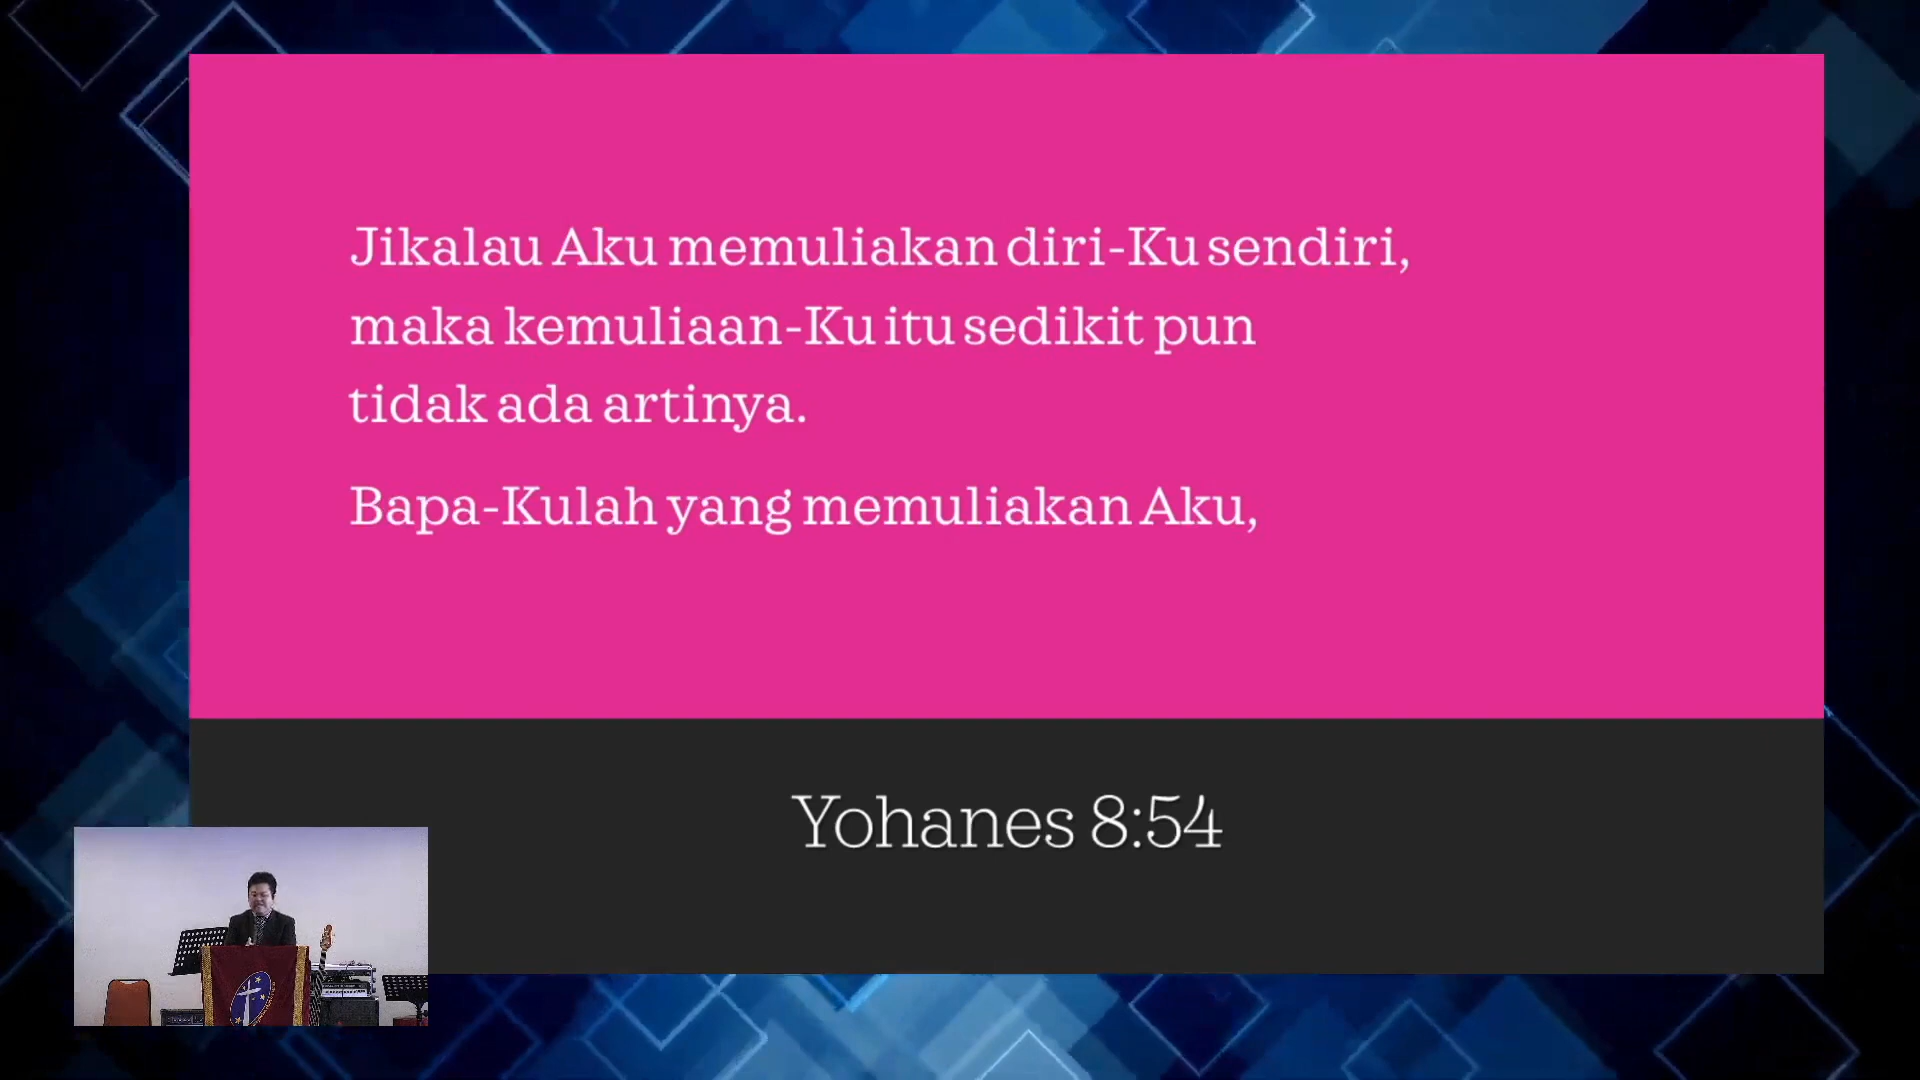 Jikalau Aku memuliakan diri-Ku sendiri,
maka kemuliaan-Ku itu sedikit pun
tidak ada artinya.
Bapa-Kulah yang memuliakan Aku,
Yohanes 8:54